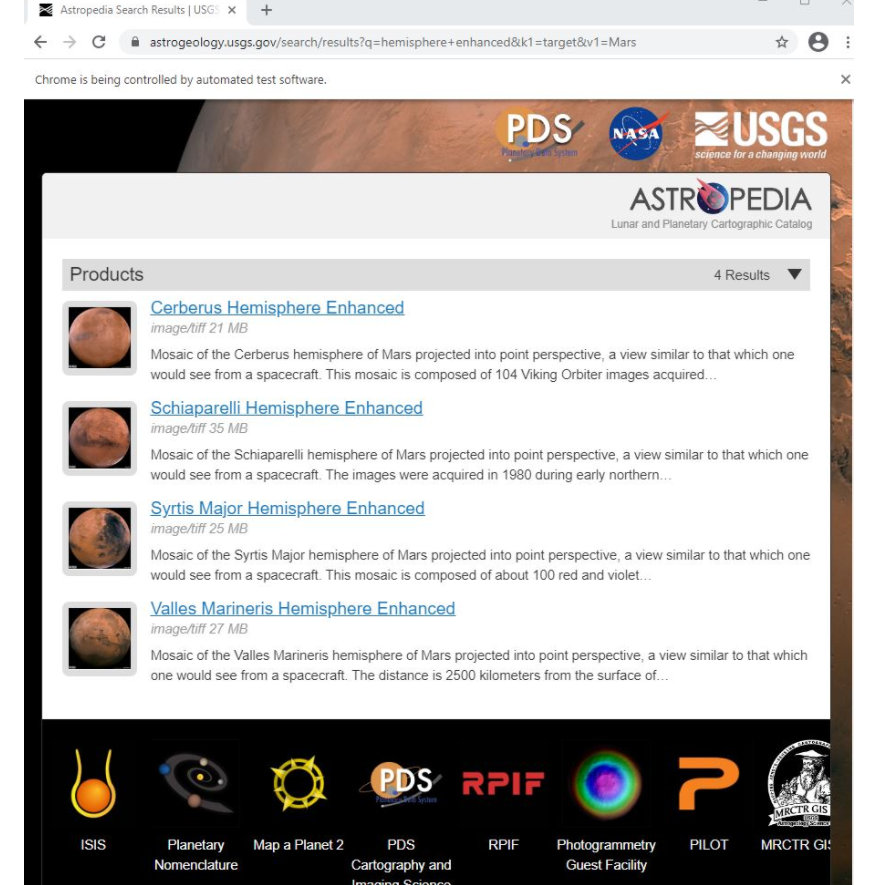 Astropedia Search Results | USGS
astrogeology.usgs.gov/search/results?q=hemisphere+enhanced&k1=target&v1=Mars
Chrome is being controlled by automated test software.
PDS
Planetary Data System
NASA
USGS
science for a changing world
ASTROPEDIA
Lunar and Planetary Cartographic Catalog
Products
4 Results
Cerberus Hemisphere Enhanced
image/tiff 21 MB
Mosaic of the Cerberus hemisphere of Mars projected into point perspective, a view similar to that which one
would see from a spacecraft. This mosaic is composed of 104 Viking Orbiter images acquired…
Schiaparelli Hemisphere Enhanced
image/tiff 35 MB
Mosaic of the Schiaparelli hemisphere of Mars projected into point perspective, a view similar to that which one
would see from a spacecraft. The images were acquired in 1980 during early northern…
Syrtis Major Hemisphere Enhanced
image/tiff 25 MB
Mosaic of the Syrtis Major hemisphere of Mars projected into point perspective, a view similar to that which one
would see from a spacecraft. This mosaic is composed of about 100 red and violet…
Valles Marineris Hemisphere Enhanced
image/tiff 27 MB
Mosaic of the Valles Marineris hemisphere of Mars projected into point perspective, a view similar to that which
one would see from a spacecraft. The distance is 2500 kilometers from the surface of…
PDS
Planetary Data System
RPIF
MRCTR GIS
USGS
ISIS
Planetary
Nomenclature
Map a Planet 2
PDS
Cartography and
Imaging Science
RPIF
Photogrammetry
Guest Facility
PILOT
MRCTR GIS